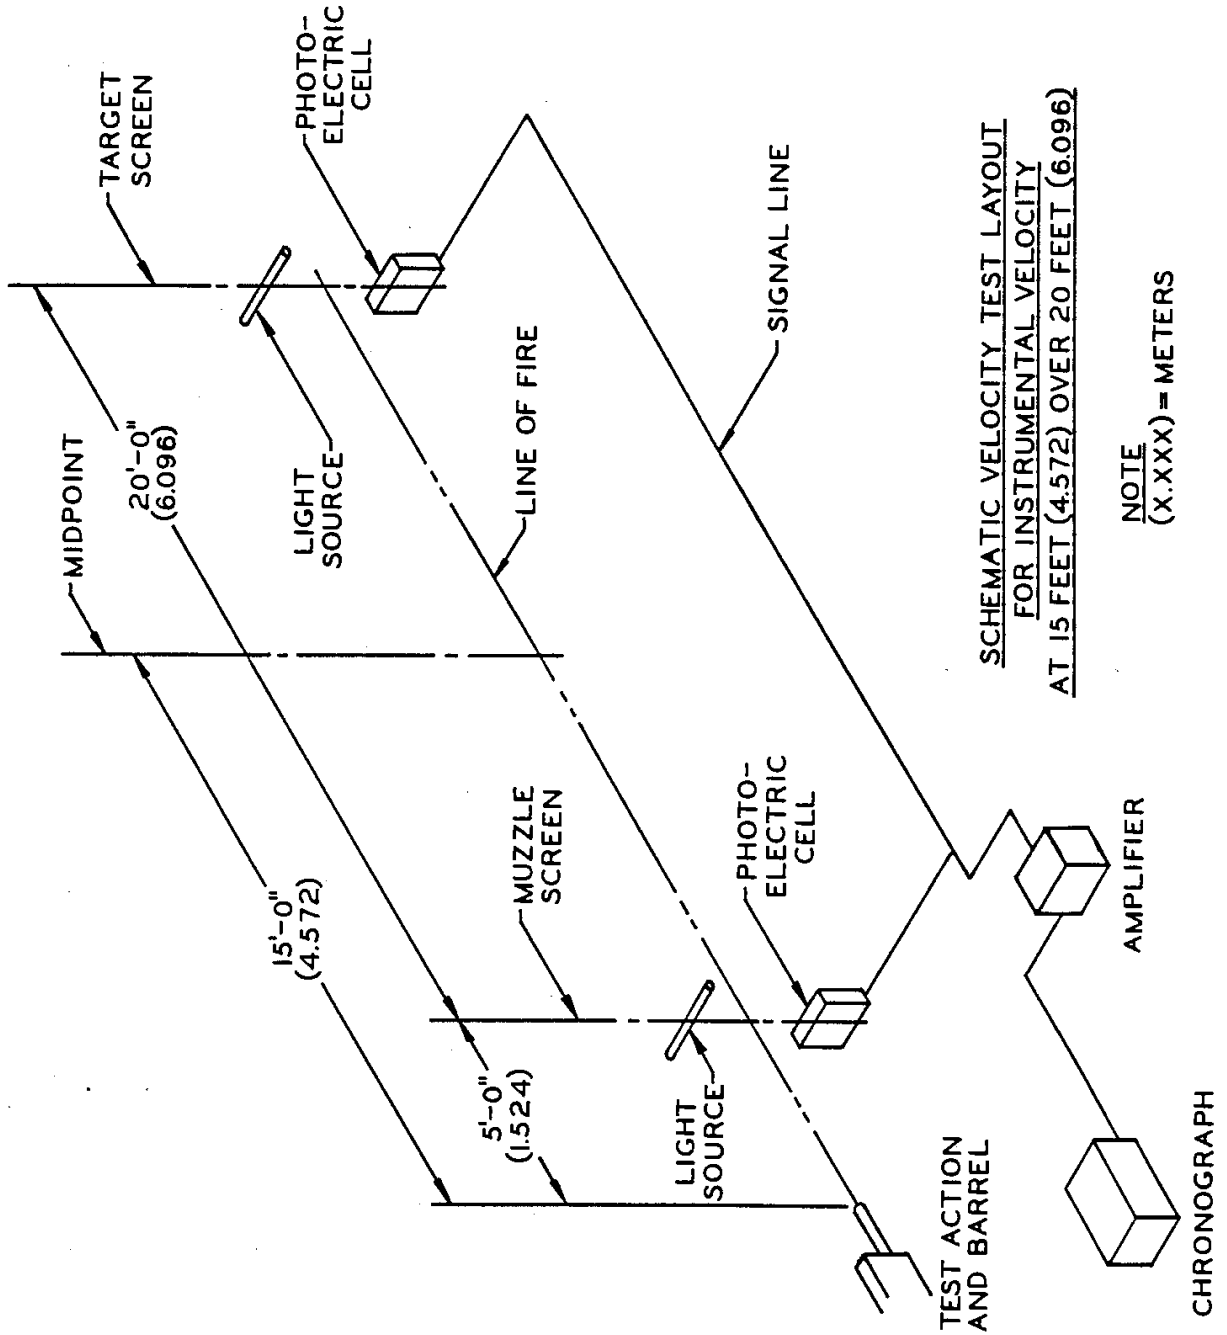 TARGET
SCREEN
PHOTO-
ELECTRIC
CELL
MIDPOINT
20'-0"
(6.096)
LIGHT
SOURCE
LINE OF FIRE
SIGNAL LINE
15'-0"
(4.572)
MUZZLE
SCREEN
PHOTO-
ELECTRIC
CELL
5'-0"
(1.524)
LIGHT
SOURCE
AMPLIFIER
TEST ACTION
AND BARREL
CHRONOGRAPH
SCHEMATIC VELOCITY TEST LAYOUT
FOR INSTRUMENTAL VELOCITY
AT 15 FEET (4.572) OVER 20 FEET (6.096)
NOTE
(X.XXX) = METERS